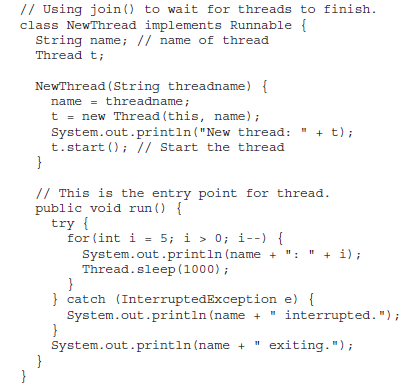 // Using join() to wait for threads to finish.
class NewThread implements Runnable {
  String name; // name of thread
  Thread t;

  NewThread(String threadname) {
    name = threadname;
    t = new Thread(this, name);
    System.out.println("New thread: " + t);
    t.start(); // Start the thread
  }

  // This is the entry point for thread.
  public void run() {
    try {
      for(int i = 5; i > 0; i--) {
        System.out.println(name + ": " + i);
        Thread.sleep(1000);
      }
    } catch (InterruptedException e) {
      System.out.println(name + " interrupted.");
    }
    System.out.println(name + " exiting.");
  }
}